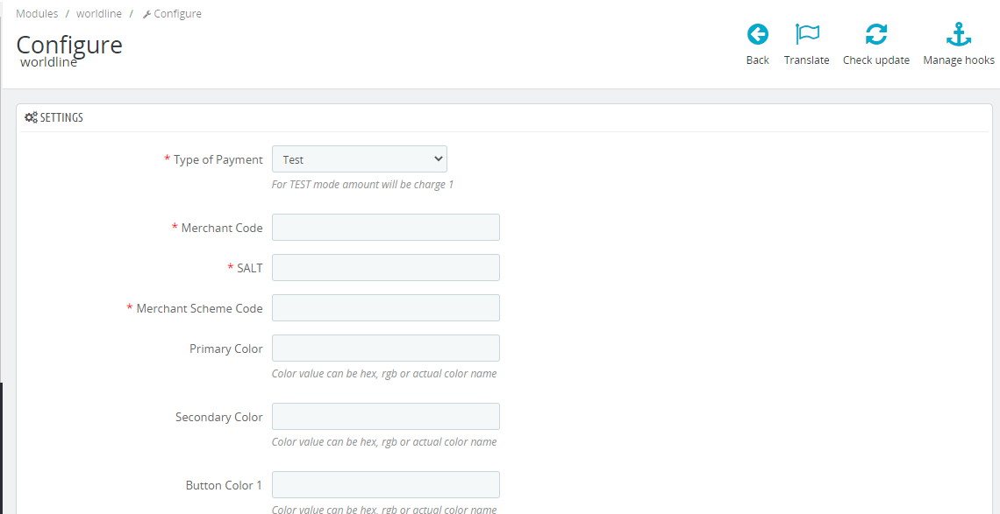 Modules / worldline / Configure
Configure
worldline
Back Translate Check update Manage hooks
SETTINGS
* Type of Payment Test
For TEST mode amount will be charge 1
* Merchant Code
* SALT
* Merchant Scheme Code
Primary Color
Color value can be hex, rgb or actual color name
Secondary Color
Color value can be hex, rgb or actual color name
Button Color 1
Color value can be hex, rgb or actual color name